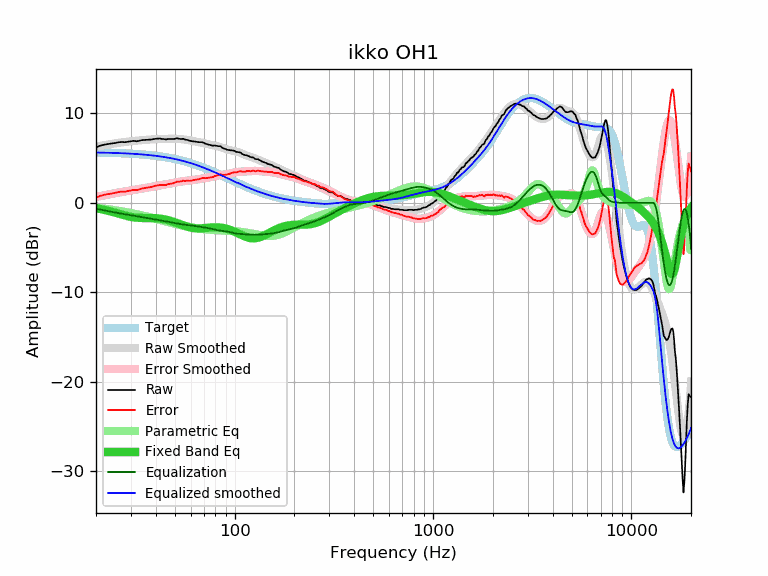 ikko OH1
10
0
−10
−20
−30
Amplitude (dBr)
Target
Raw Smoothed
Error Smoothed
Raw
Error
Parametric Eq
Fixed Band Eq
Equalization
Equalized smoothed
100
1000
10000
Frequency (Hz)